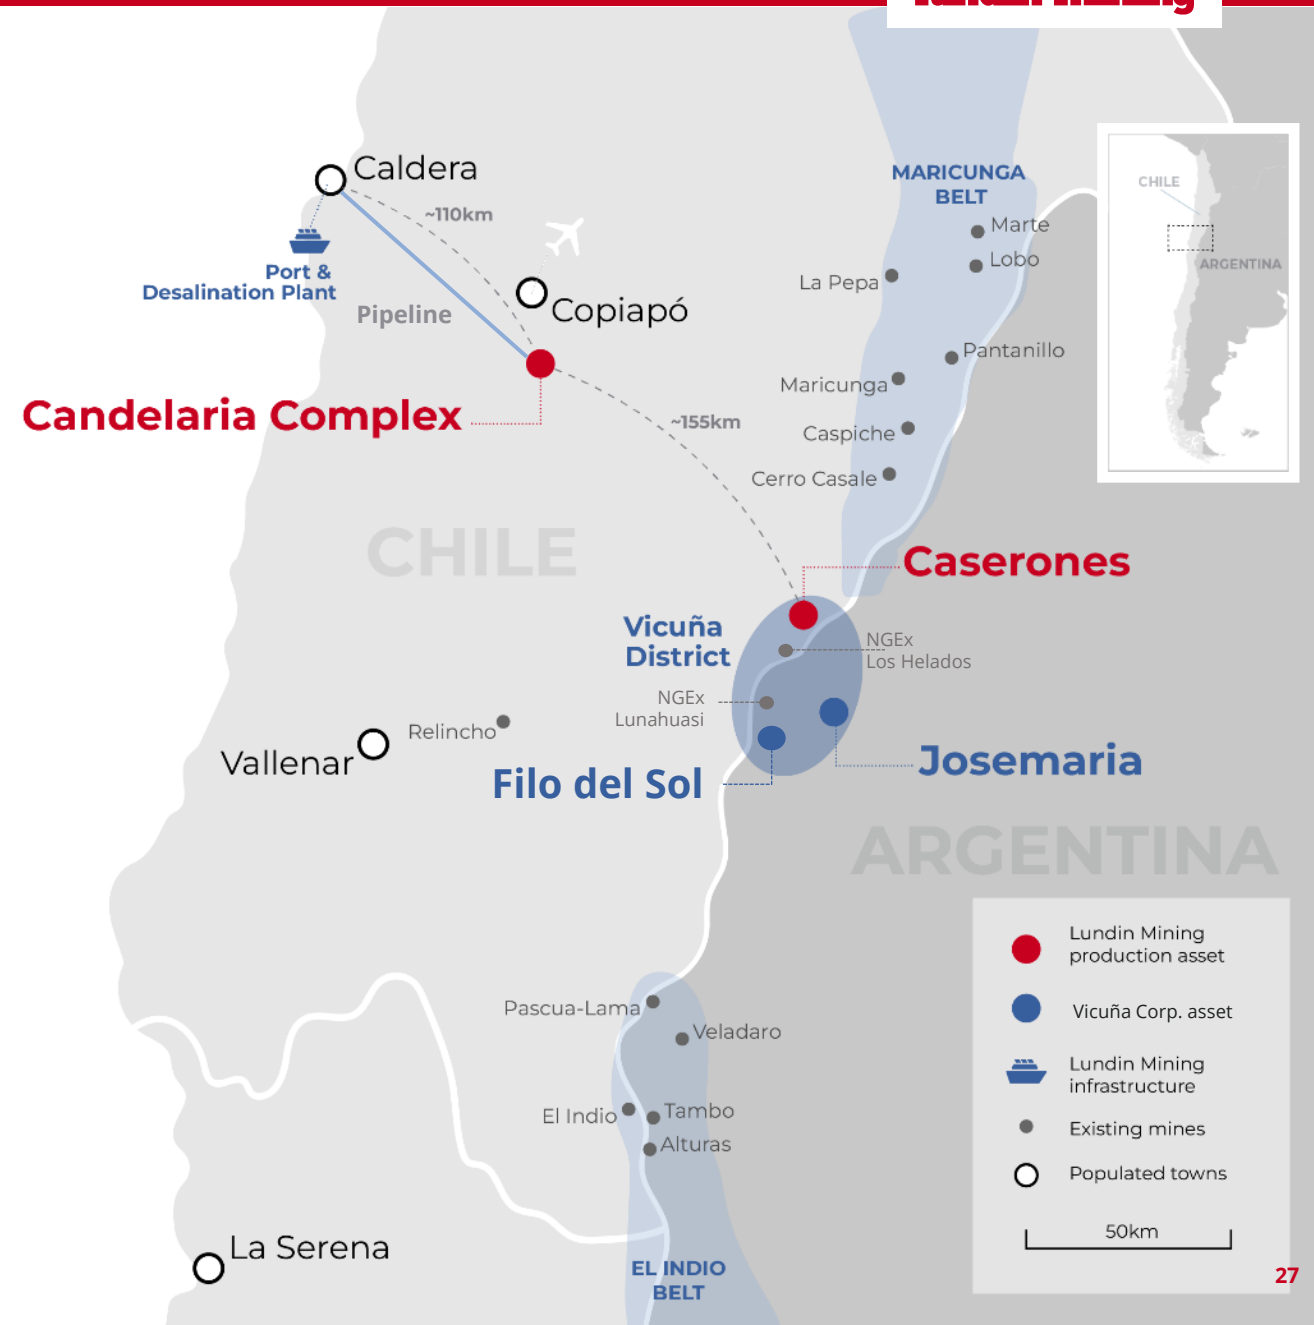 Caldera
~110km
Port &
Desalination Plant
Pipeline
Copiapó
Candelaria Complex
~155km
MARICUNGA
BELT
Marte
Lobo
La Pepa
Pantanillo
Maricunga
Caspiche
Cerro Casale
CHILE
ARGENTINA
CHILE
Caserones
Vicuña
District
NGEx
Los Helados
NGEx
Lunahuasi
Relincho
Vallenar
Filo del Sol
Josemaria
ARGENTINA
Pascua-Lama
Veladaro
El Indio
Tambo
Alturas
La Serena
EL INDIO
BELT
Lundin Mining
production asset
Vicuña Corp. asset
Lundin Mining
infrastructure
Existing mines
Populated towns
50km
27